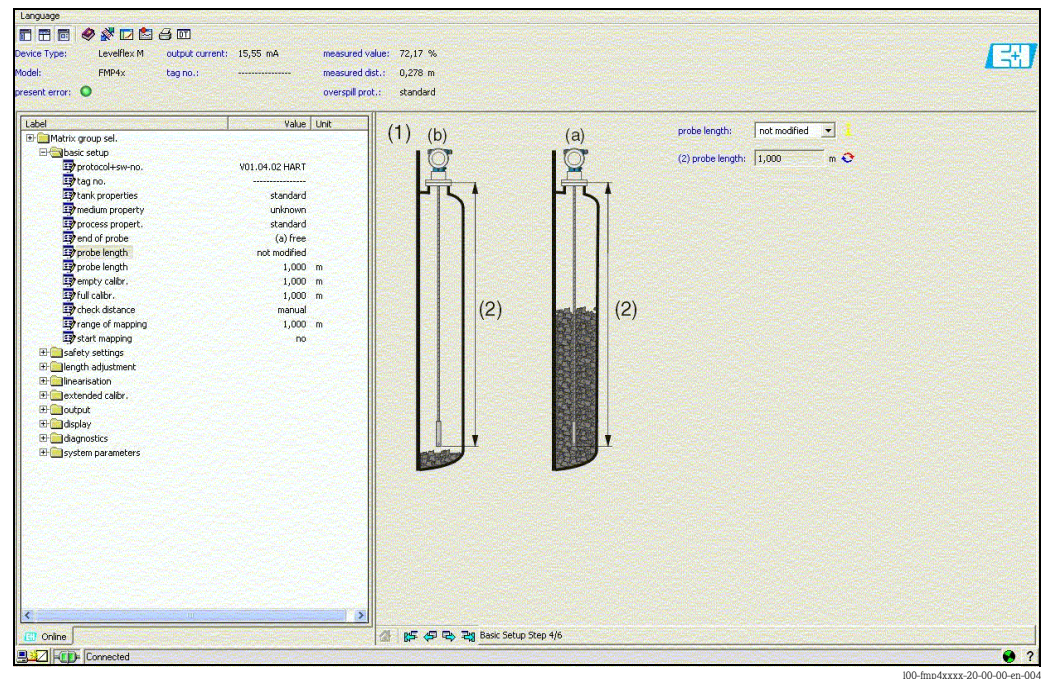 Language
Device Type: Levelflex M output current: 15,55 mA measured value: 72,17 %
Model: FMP4x tag no.: --------------- measured dist.: 0,278 m
present error: overspill prot.: standard
E+H
Label Value Unit
Matrix group sel.
basic setup
protocol+sw-no. V01.04.02 HART
tag no. ----------------
tank properties standard
medium property unknown
process propert. standard
end of probe (a) free
probe length not modified
probe length 1,000 m
empty calibr. 1,000 m
full calibr. 1,000 m
check distance manual
range of mapping 1,000 m
start mapping no
safety settings
length adjustment
linearisation
extended calibr.
output
display
diagnostics
system parameters
(1) (b) (a)
(2) (2)
probe length: not modified 1
(2) probe length: 1,000 m
Online
Basic Setup Step 4/6
Connected ?
l00-fmp4xxxx-20-00-00-en-004